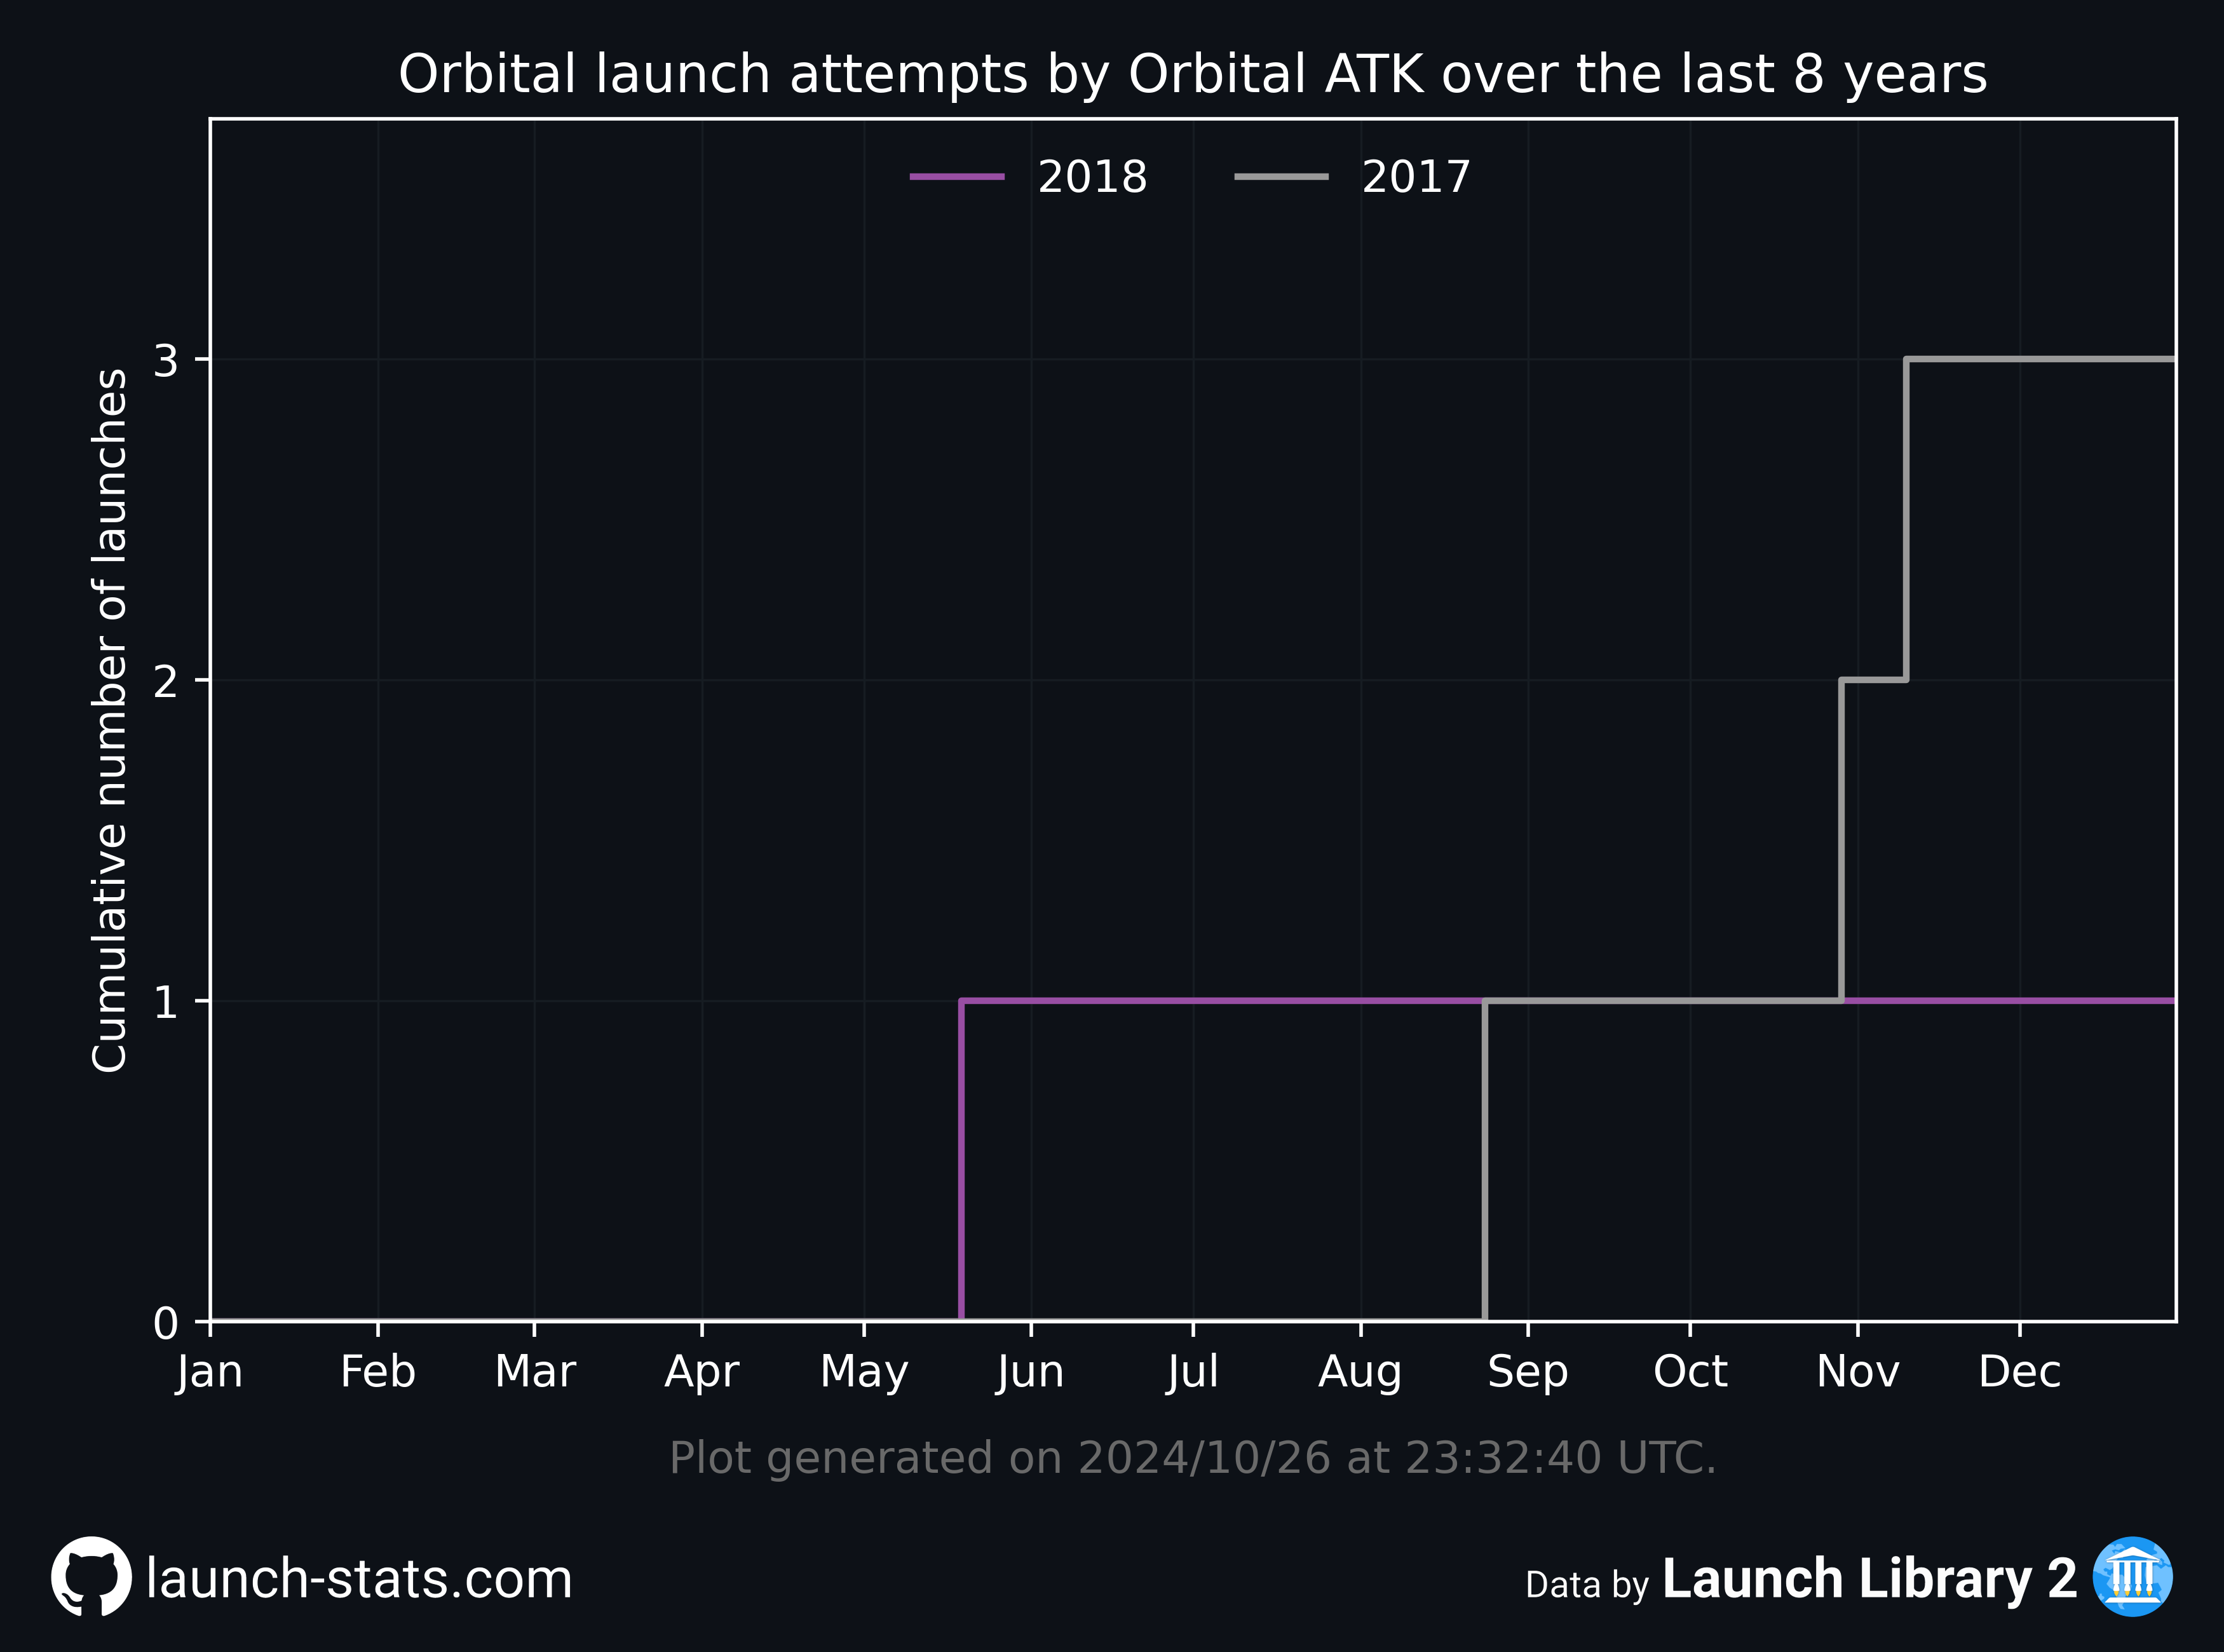 Orbital launch attempts by Orbital ATK over the last 8 years
2018 2017
Cumulative number of launches
3
2
1
0
Jan Feb Mar Apr May Jun Jul Aug Sep Oct Nov Dec
Plot generated on 2024/10/26 at 23:32:40 UTC.
launch-stats.com
Data by Launch Library 2